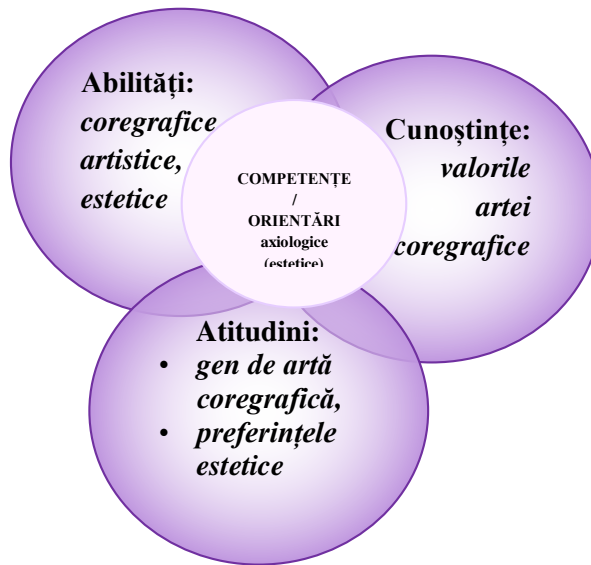 Abilități:
coregrafice
artistice,
estetice
Cunoștințe:
valorile
artei
coregrafice
COMPETENȚE
/
ORIENTĂRI
axiologice
(estetice)
Atitudini:
• gen de artă
coregrafică,
• preferințele
estetice